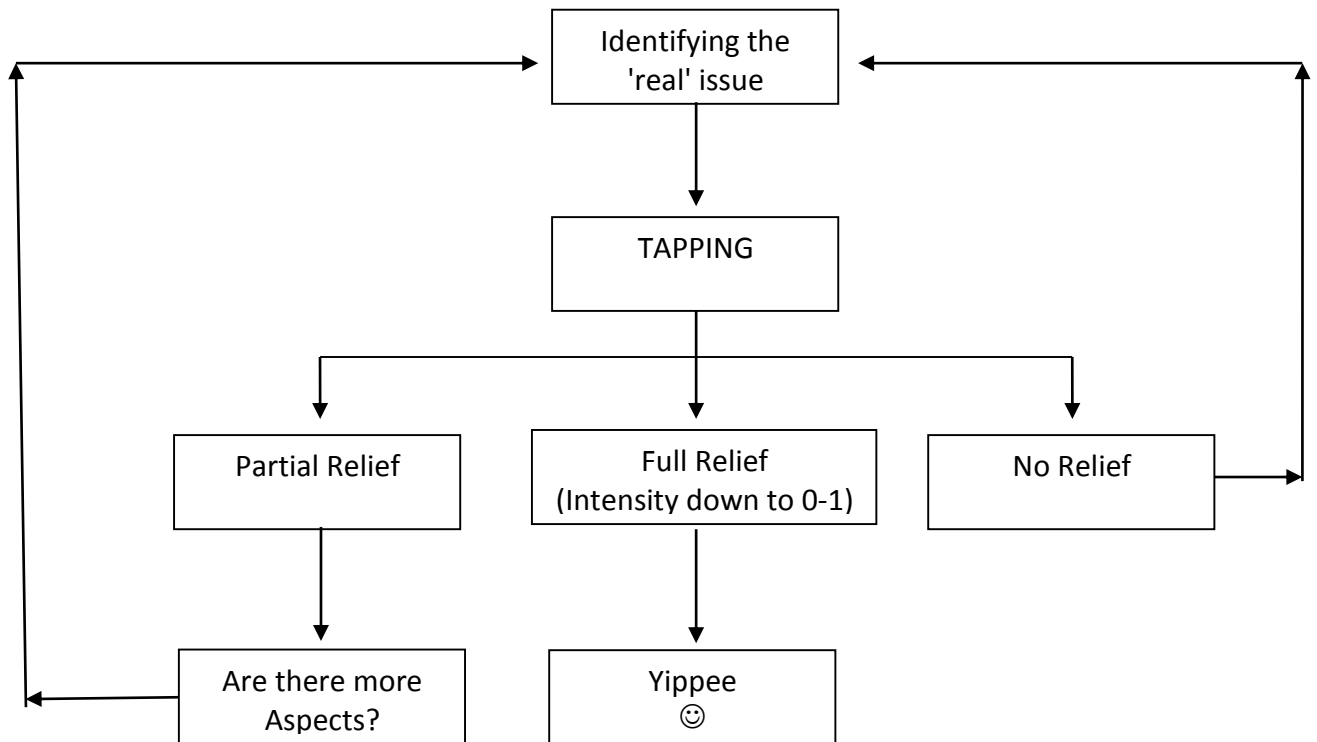 Identifying the
'real' issue
TAPPING
Partial Relief
Full Relief
(Intensity down to 0-1)
No Relief
Are there more
Aspects?
Yippee
☺